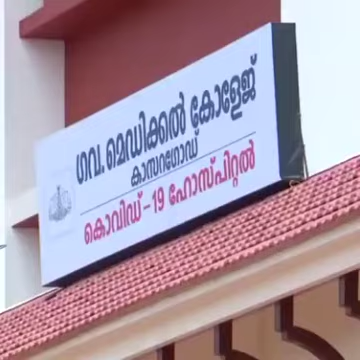 ഗവ. മെഡിക്കൽ കോളേജ്
കാസറഗോഡ്
കൊവിഡ് - 19 ഹോസ്പിറ്റൽ